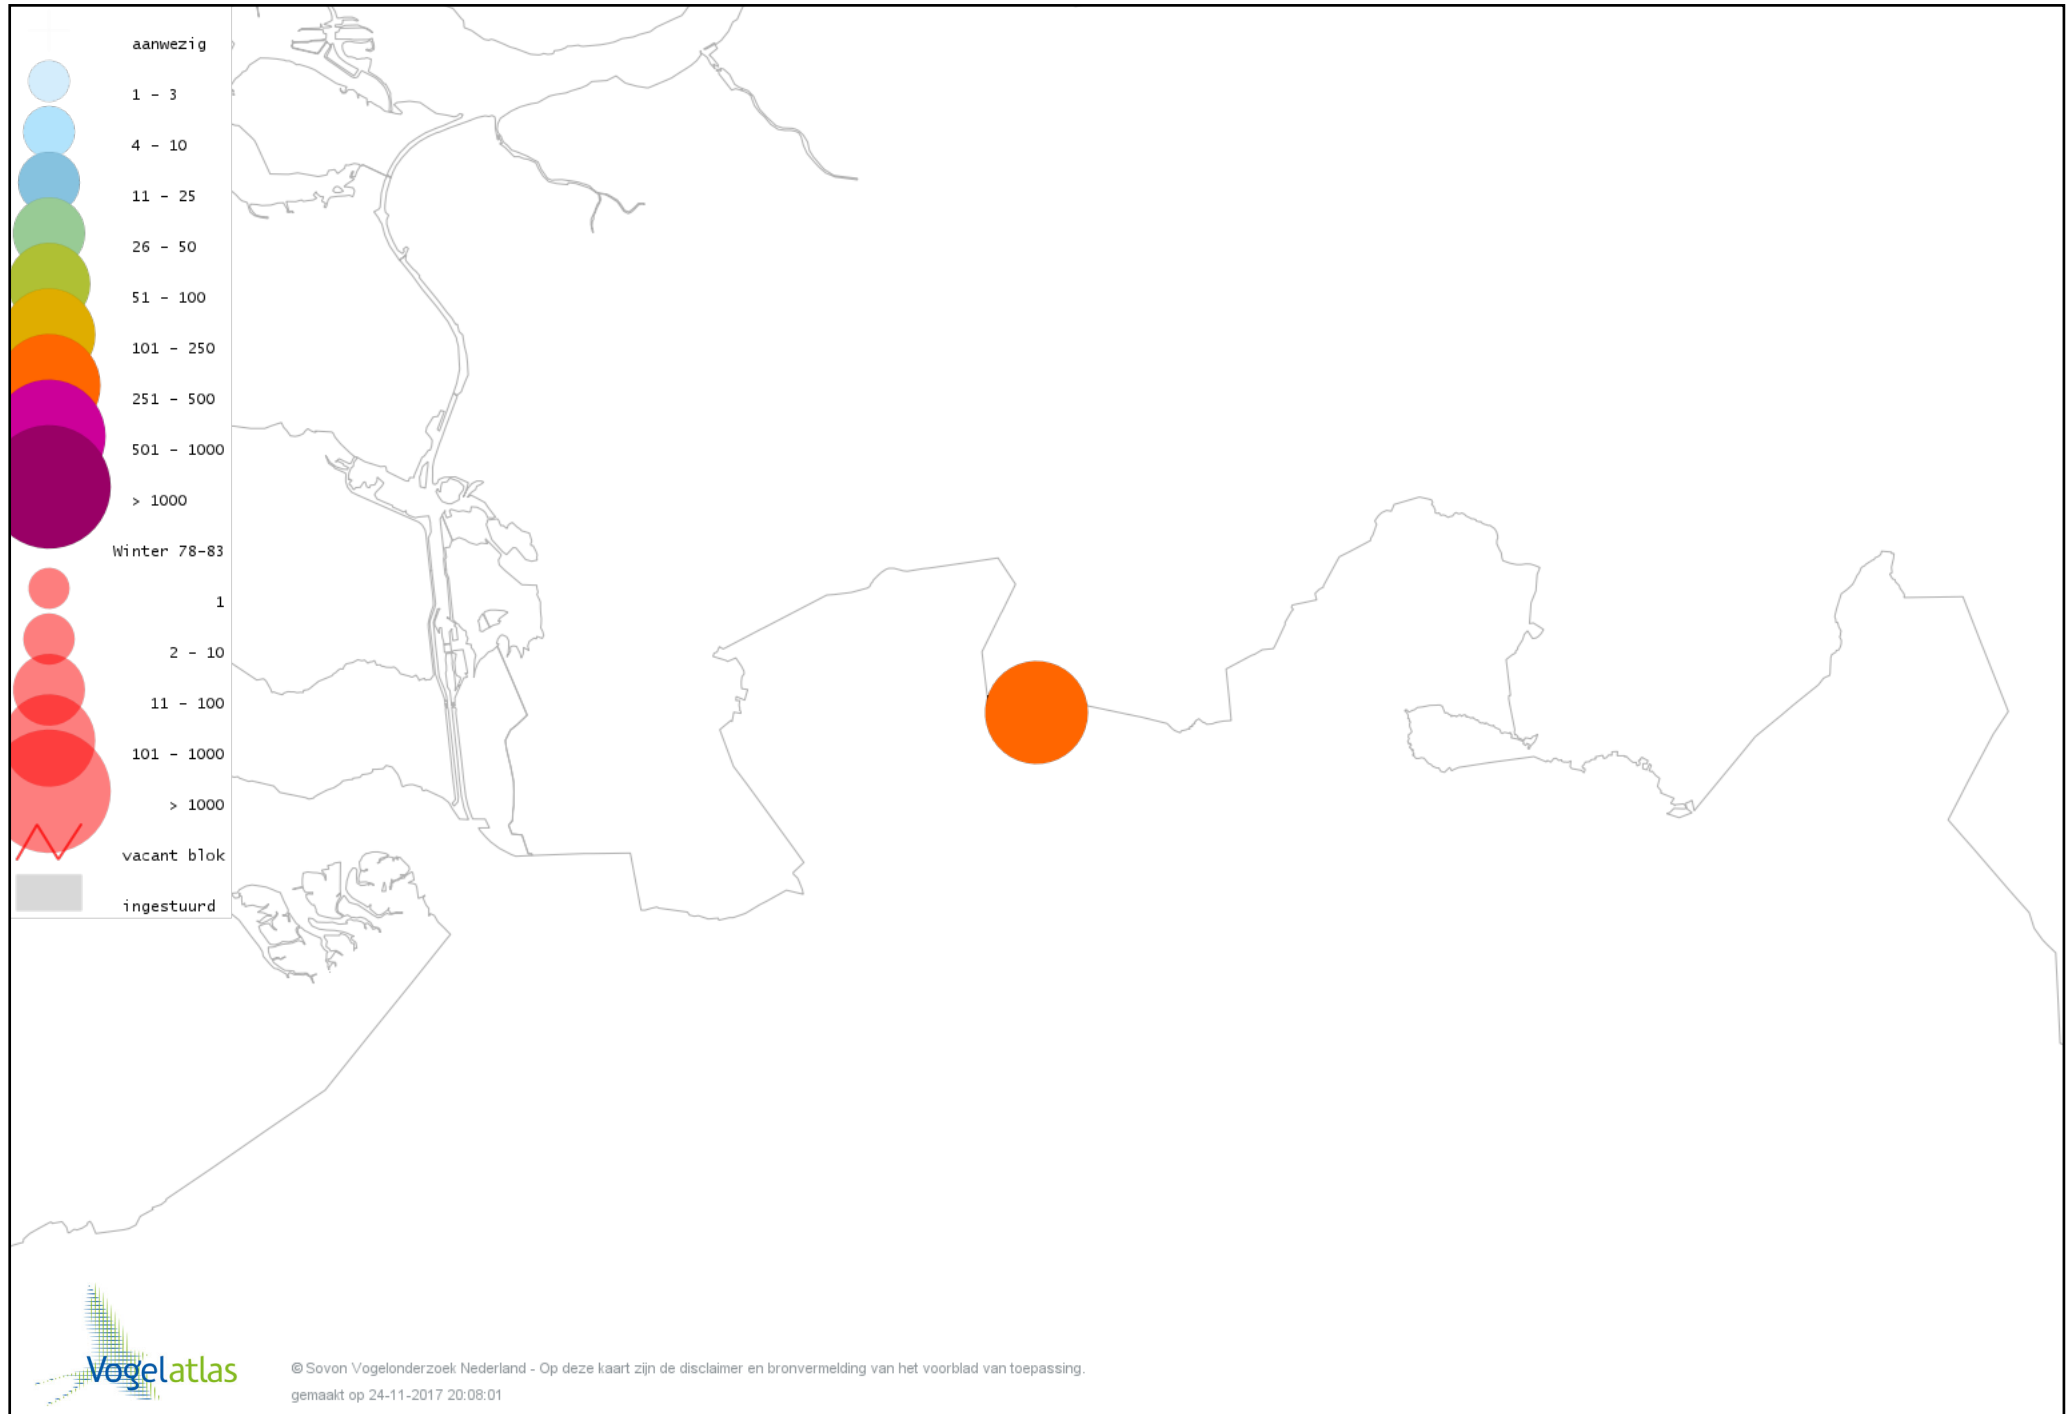 aanwezig
1 - 3
4 - 10
11 - 25
26 - 50
51 - 100
101 - 250
251 - 500
501 - 1000
> 1000
Winter 78-83
1
2 - 10
11 - 100
101 - 1000
> 1000
vacant blok
ingestuurd
Vogelatlas
© Sovon Vogelonderzoek Nederland - Op deze kaart zijn de disclaimer en bronvermelding van het voorblad van toepassing.
gemaakt op 24-11-2017 20:08:01